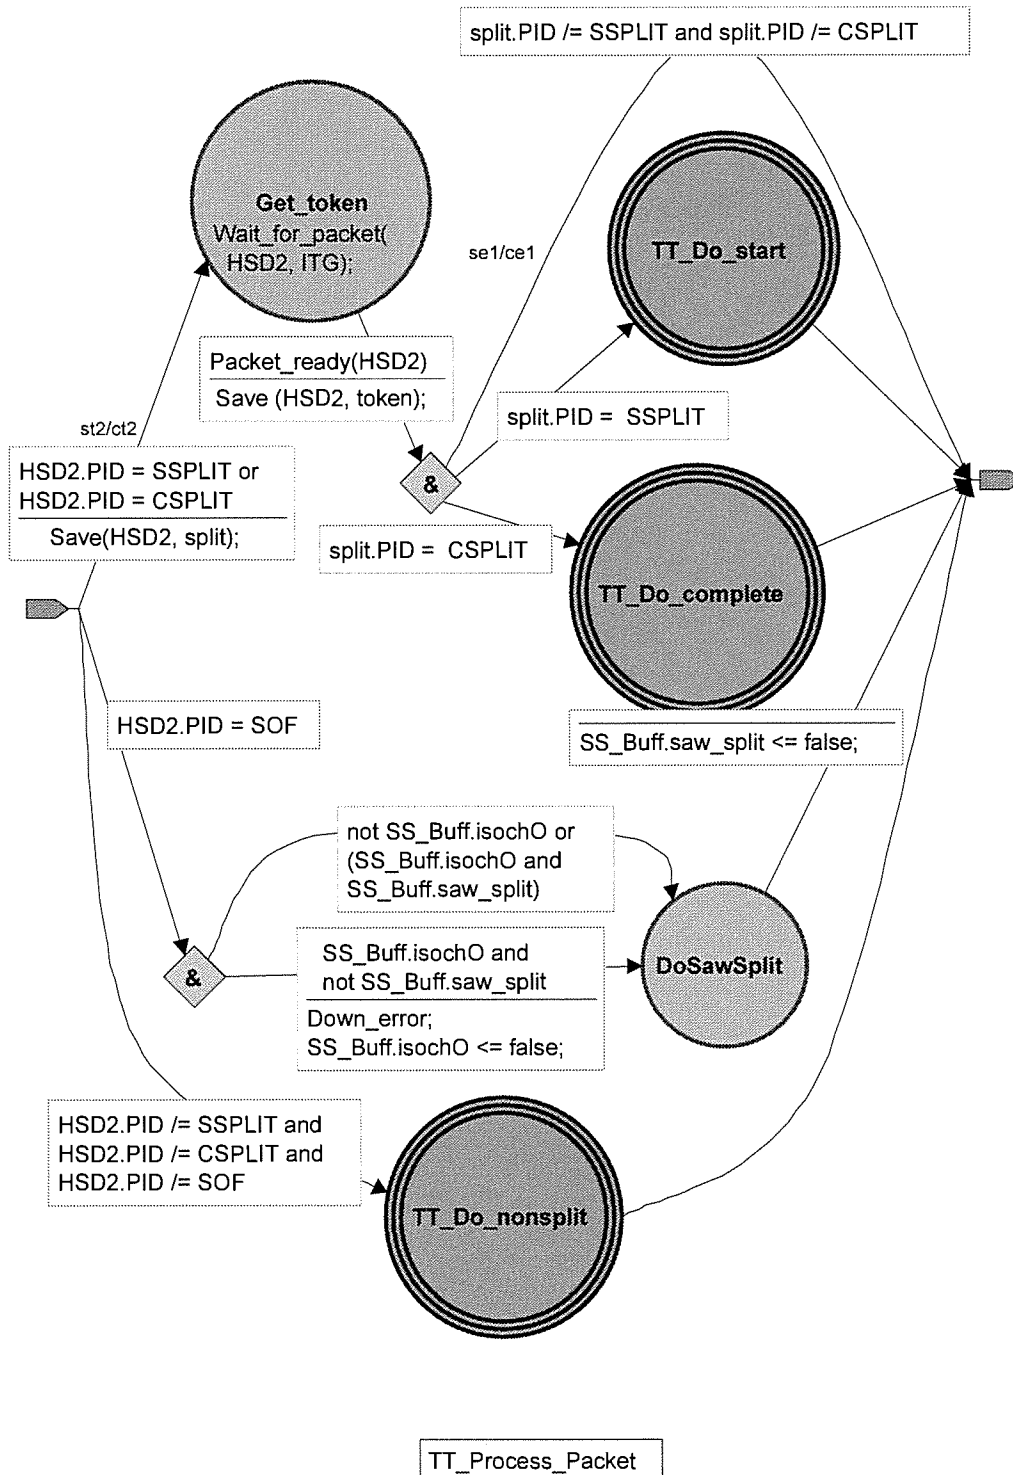 split.PID /= SSPLIT and split.PID /= CSPLIT
Get_token
Wait_for_packet(
HSD2, ITG);
TT_Do_start
se1/ce1
Packet_ready(HSD2)
Save (HSD2, token);
split.PID = SSPLIT
st2/ct2
HSD2.PID = SSPLIT or
HSD2.PID = CSPLIT
Save(HSD2, split);
&
split.PID = CSPLIT
TT_Do_complete
HSD2.PID = SOF
SS_Buff.saw_split <= false;
not SS_Buff.isochO or
(SS_Buff.isochO and
SS_Buff.saw_split)
&
SS_Buff.isochO and
not SS_Buff.saw_split
Down_error;
SS_Buff.isochO <= false;
DoSawSplit
HSD2.PID /= SSPLIT and
HSD2.PID /= CSPLIT and
HSD2.PID /= SOF
TT_Do_nonsplit
TT_Process_Packet